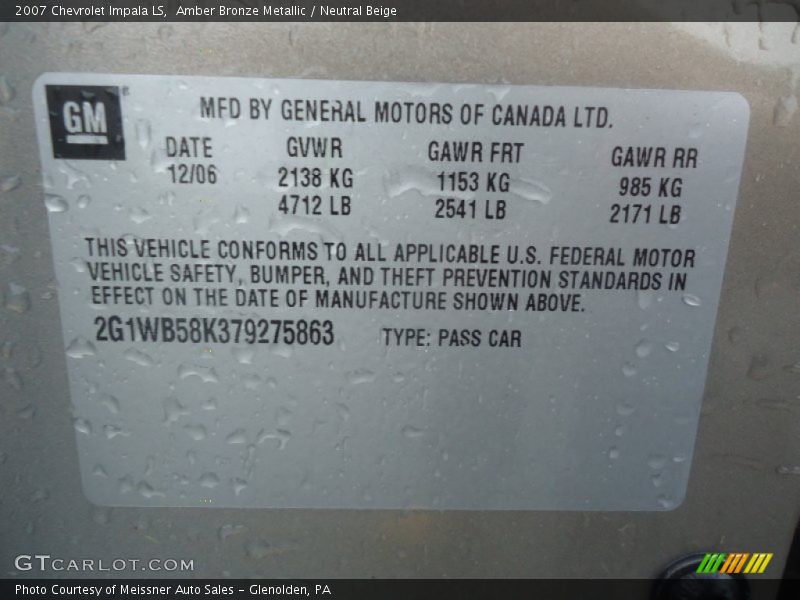 2007 Chevrolet Impala LS,  Amber Bronze Metallic / Neutral Beige
GM
MFD BY GENERAL MOTORS OF CANADA LTD.
DATE GVWR GAWR FRT GAWR RR
12/06 2138 KG 1153 KG 985 KG
4712 LB 2541 LB 2171 LB
THIS VEHICLE CONFORMS TO ALL APPLICABLE U.S. FEDERAL MOTOR
VEHICLE SAFETY, BUMPER, AND THEFT PREVENTION STANDARDS IN
EFFECT ON THE DATE OF MANUFACTURE SHOWN ABOVE.
2G1WB58K379275863 TYPE: PASS CAR
GTCARLOT.COM
Photo Courtesy of Meissner Auto Sales - Glenolden, PA